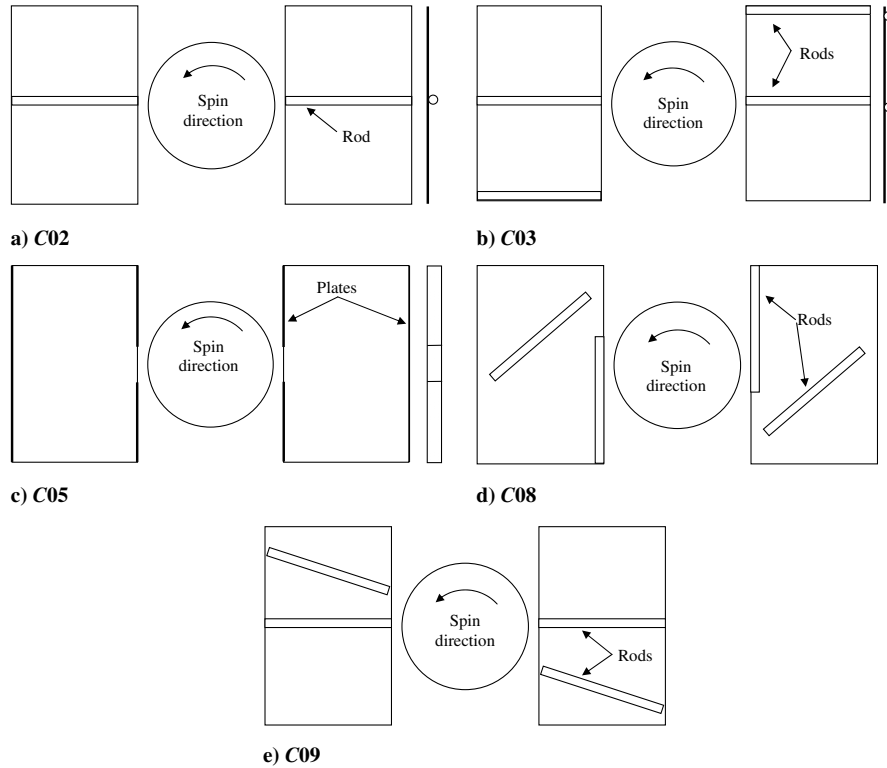 Spin
direction
Rod
a) C02
Rods
Spin
direction
b) C03
Plates
Spin
direction
c) C05
Rods
Spin
direction
d) C08
Spin
direction
Rods
e) C09